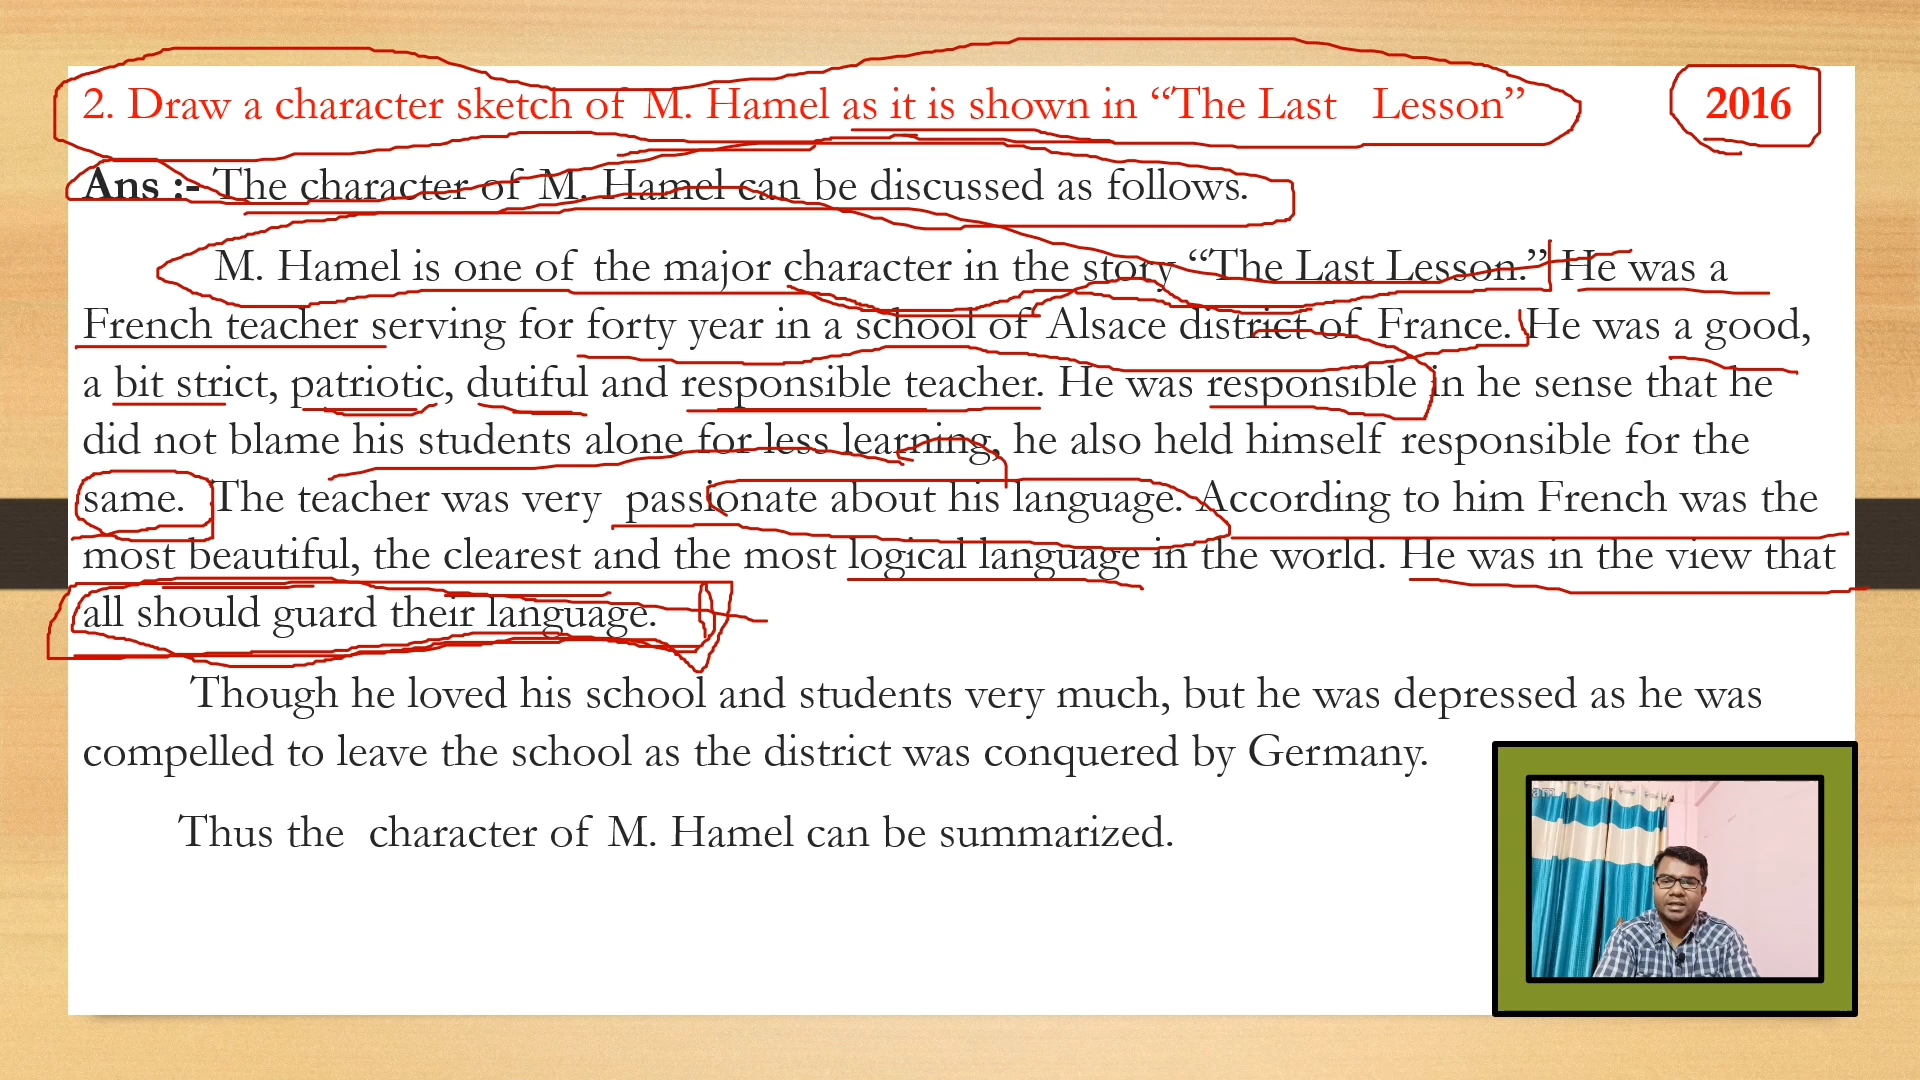 2. Draw a character sketch of M. Hamel as it is shown in “The Last Lesson” 2016
Ans :- The character of M. Hamel can be discussed as follows.
M. Hamel is one of the major character in the story “The Last Lesson.” He was a
French teacher serving for forty year in a school of Alsace district of France. He was a good,
a bit strict, patriotic, dutiful and responsible teacher. He was responsible in he sense that he
did not blame his students alone for less learning, he also held himself responsible for the
same. The teacher was very passionate about his language. According to him French was the
most beautiful, the clearest and the most logical language in the world. He was in the view that
all should guard their language.
Though he loved his school and students very much, but he was depressed as he was
compelled to leave the school as the district was conquered by Germany.
Thus the character of M. Hamel can be summarized.